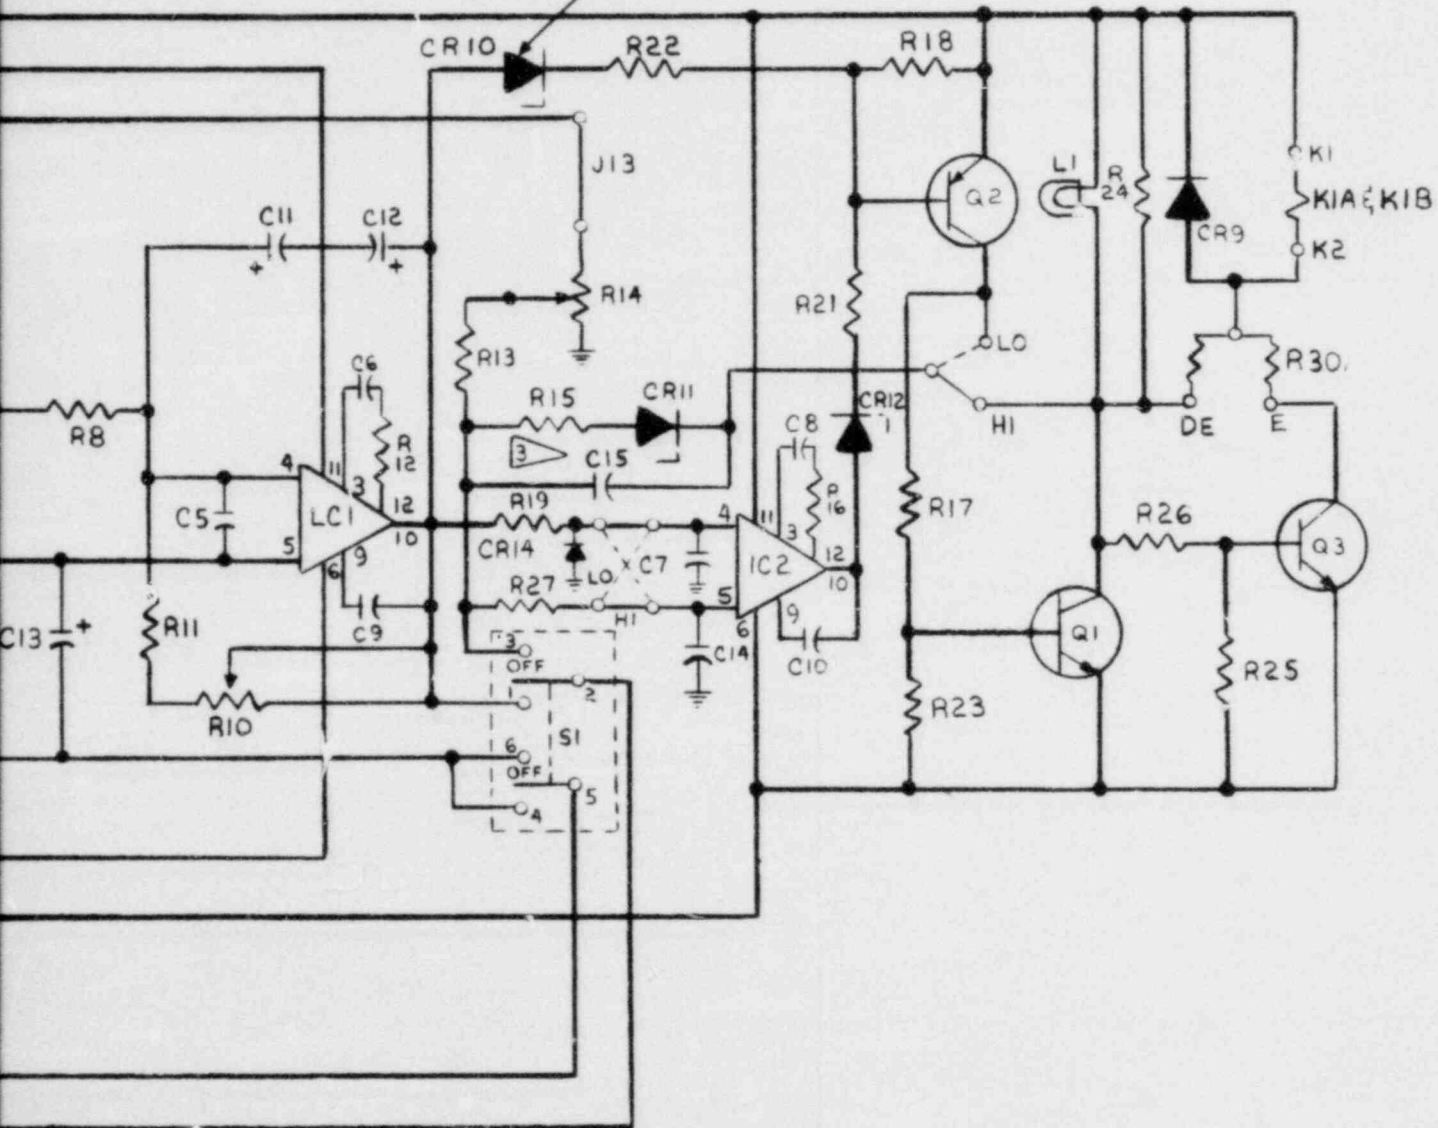 CR10
R22
R18
J13
L1
R
24
Q2
K1
K1A & K1B
CR9
K2
C11
C12
+
+
R14
R21
R13
LO
R30
C6
R15
CR11
CR12
1
HI
DE
E
R8
R
12
3
C15
C8
R
16
4
11
3
12
R19
4
11
3
12
R17
R26
C5
LC1
10
CR14
LO
x
C7
IC2
10
Q3
5
6
9
R27
HI
5
6
9
C13
+
R11
C9
3
OFF
C14
C10
Q1
R25
R10
2
S1
R23
6
OFF
5
4